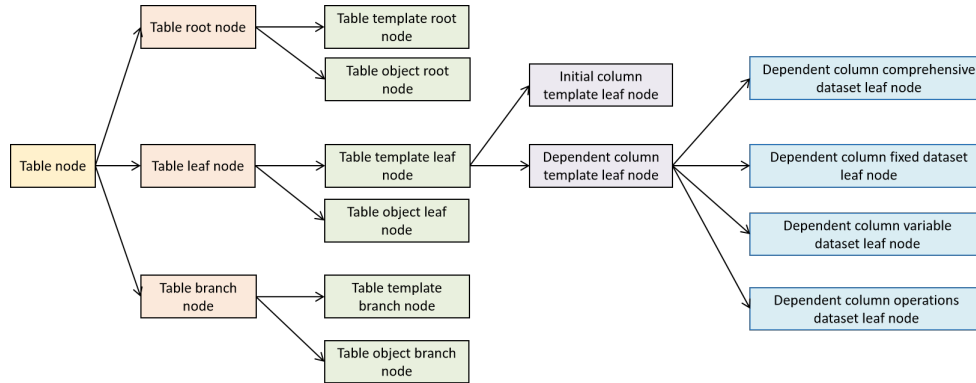 Table node
Table root node
Table leaf node
Table branch
node
Table template root
node
Table object root
node
Table template leaf
node
Table object leaf
node
Table template
branch node
Table object branch
node
Initial column
template leaf node
Dependent column
template leaf node
Dependent column comprehensive
dataset leaf node
Dependent column fixed dataset
leaf node
Dependent column variable
dataset leaf node
Dependent column operations
dataset leaf node